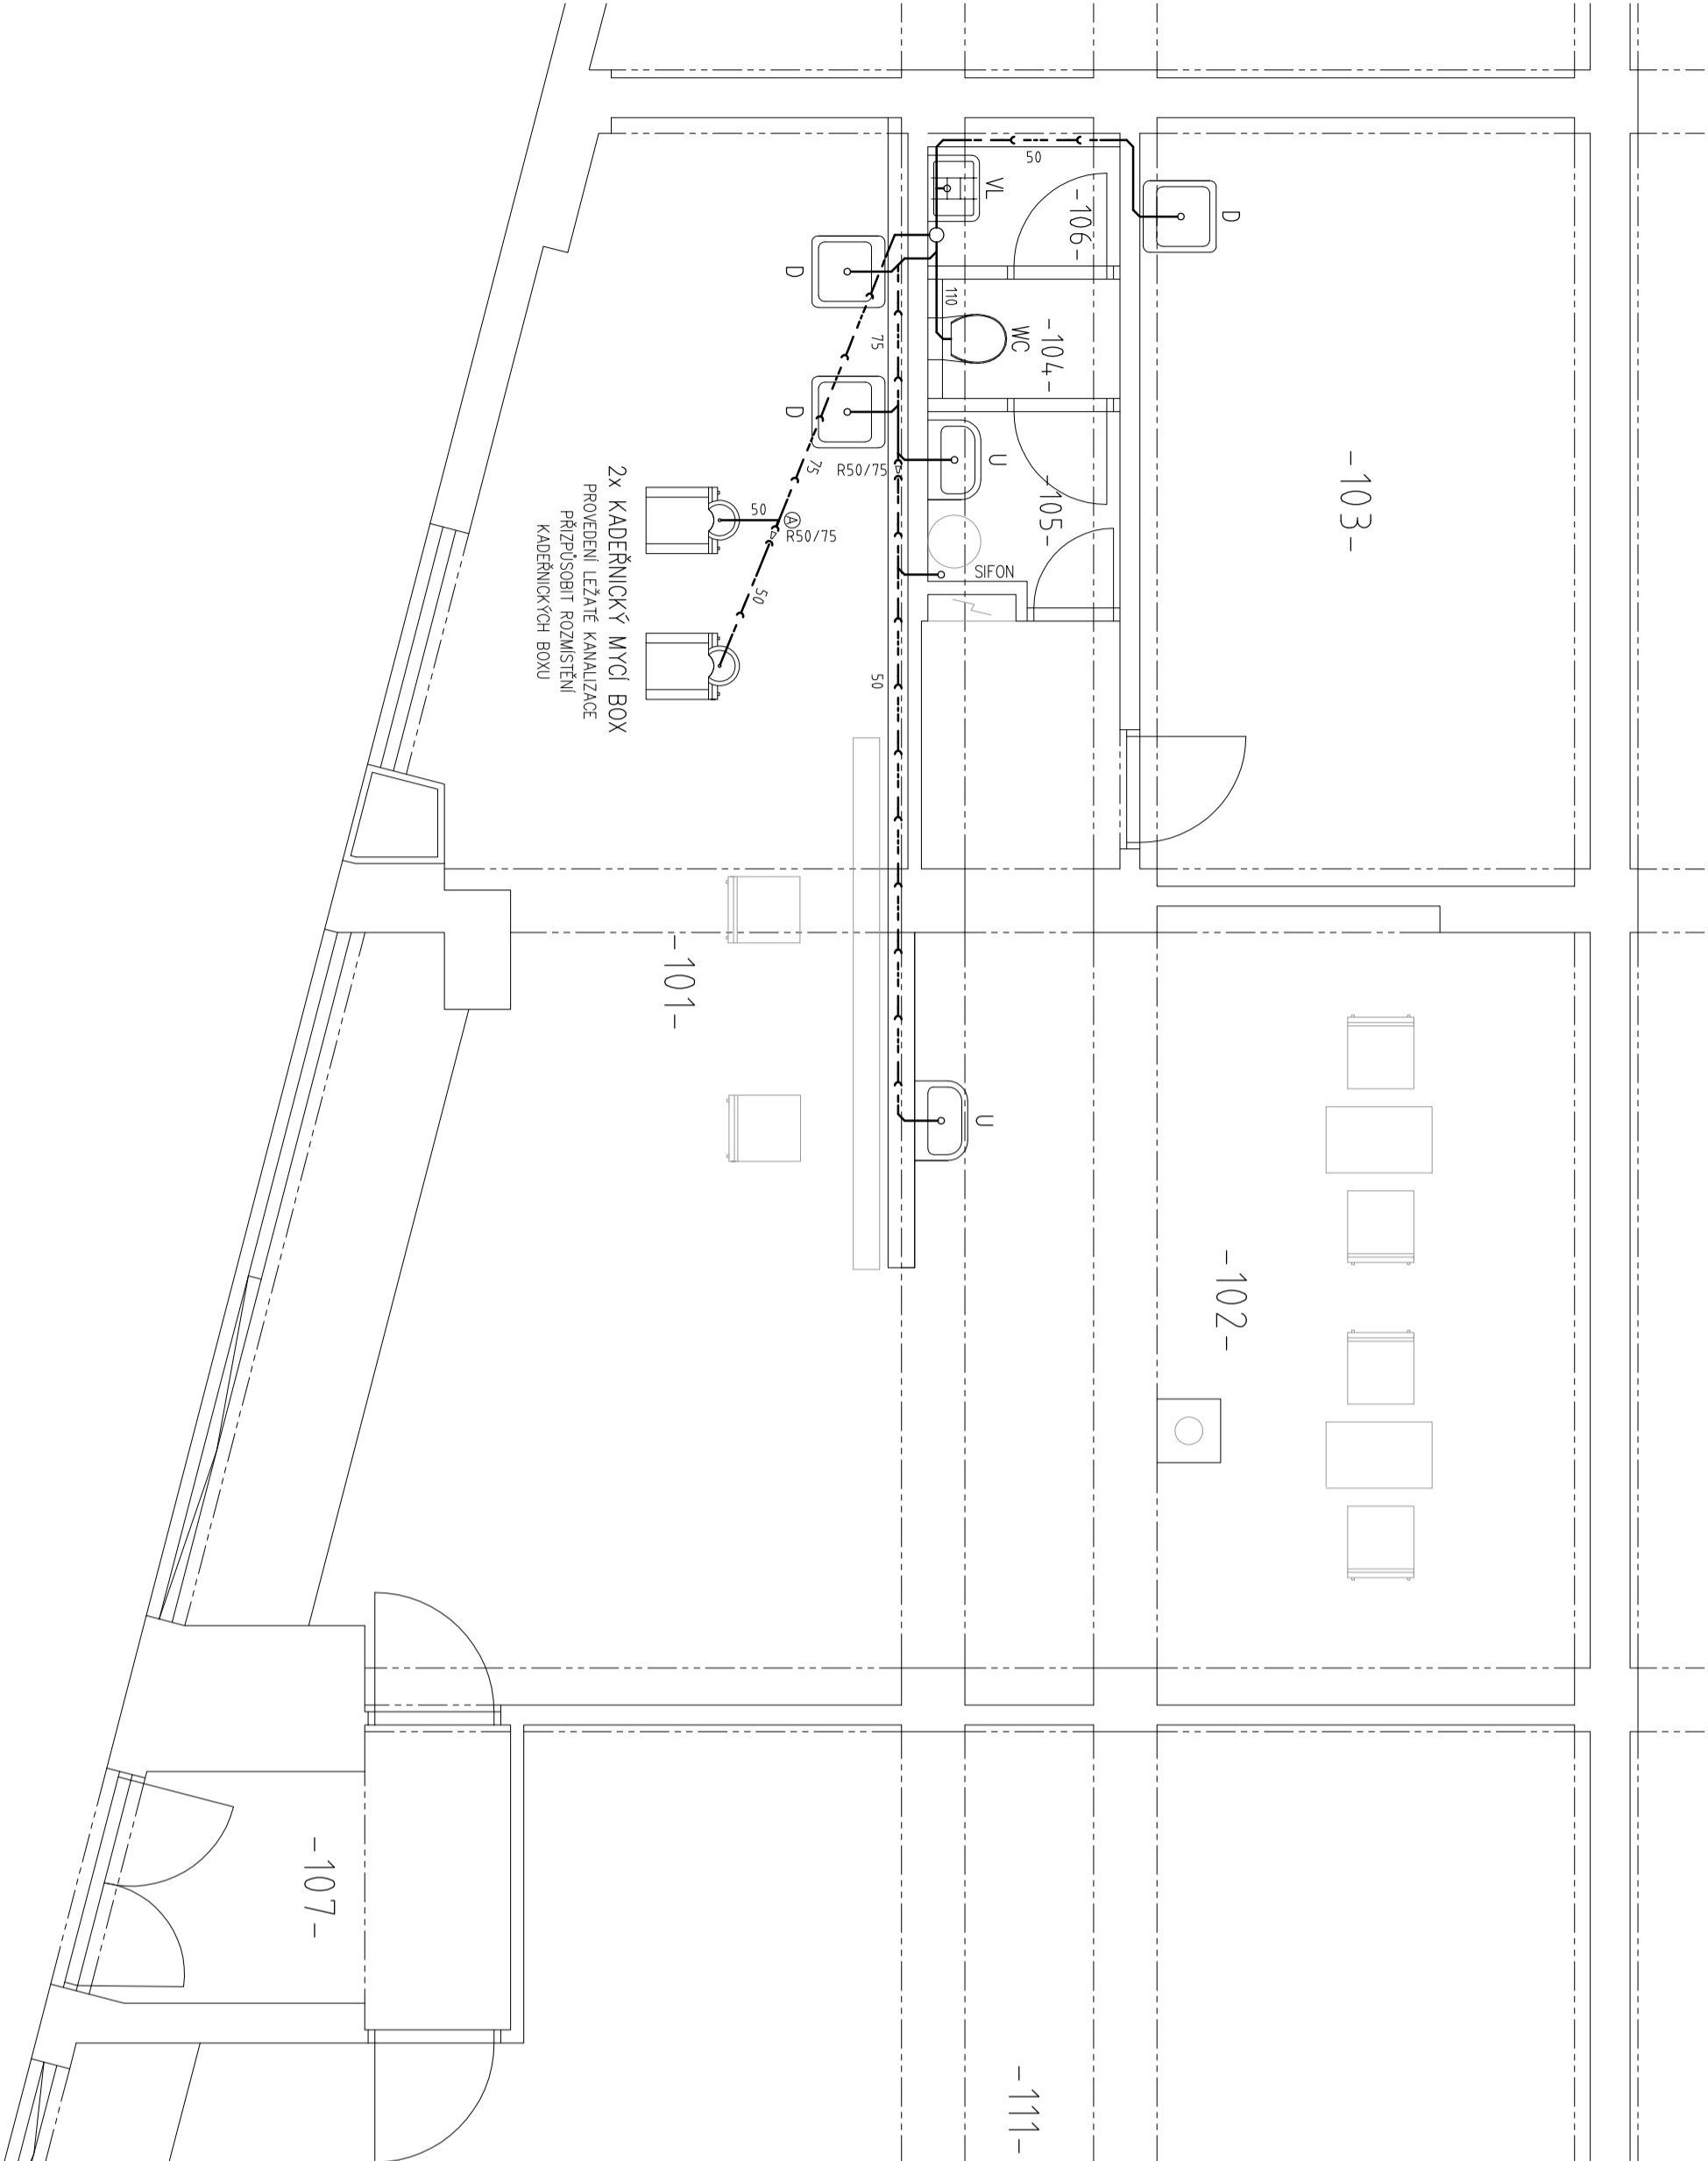 50
VL
-106-
D
D
110
WC
-104-
75
D
U
-105-
-103-
75
R50/75
50
A
R50/75
SIFON
50
2x KADEŘNICKÝ MYCÍ BOX
PROVEDENÍ LEŽATÉ KANALIZACE
PŘIZPŮSOBIT ROZMÍSTĚNÍ
KADEŘNICKÝCH BOXU
50
-101-
U
-102-
-107-
-111-